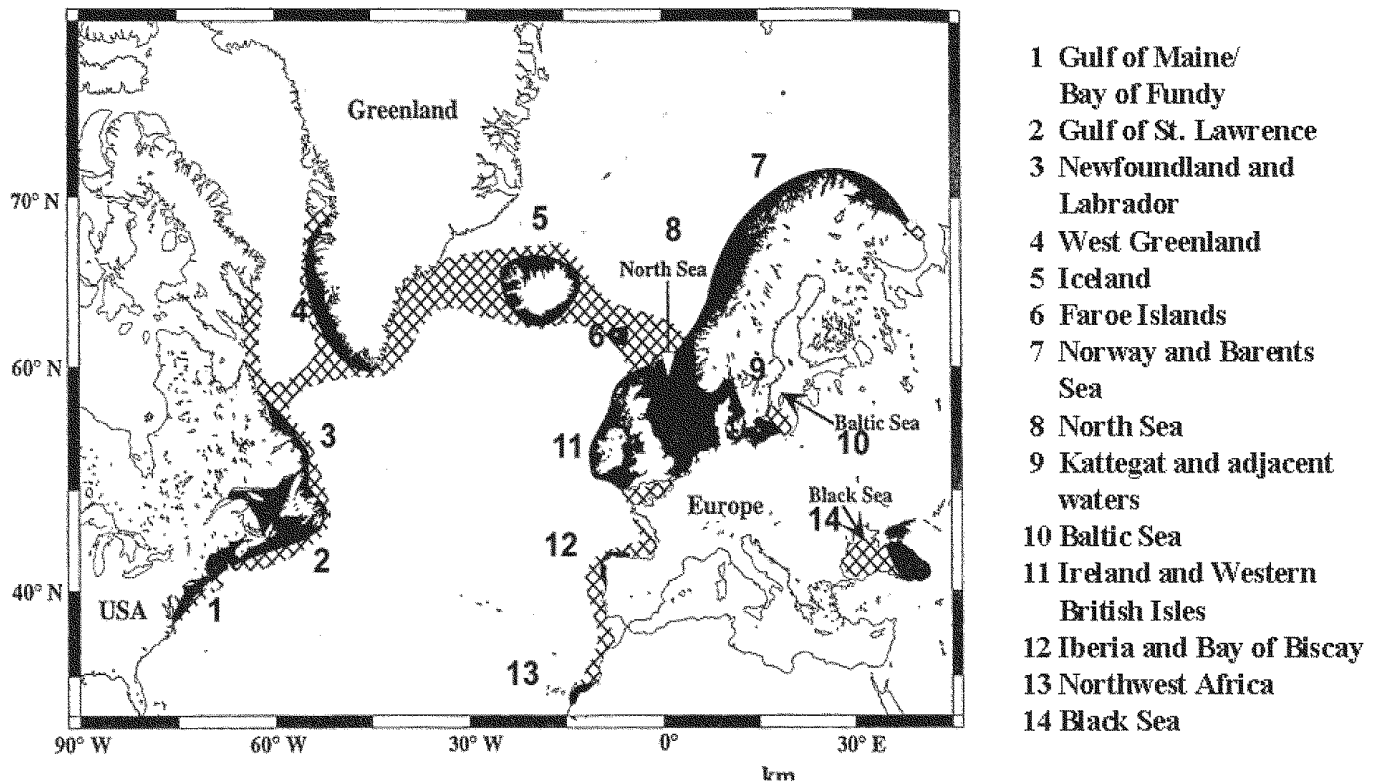 Greenland
70° N
60° N
40° N
7
5
8
North Sea
4
6
9
3
11
Baltic Sea
10
Europe
Black Sea
14
12
2
USA
1
13
90° W
60° W
30° W
0°
30° E
km
1 Gulf of Maine/
Bay of Fundy
2 Gulf of St. Lawrence
3 Newfoundland and
Labrador
4 West Greenland
5 Iceland
6 Faroe Islands
7 Norway and Barents
Sea
8 North Sea
9 Kattegat and adjacent
waters
10 Baltic Sea
11 Ireland and Western
British Isles
12 Iberia and Bay of Biscay
13 Northwest Africa
14 Black Sea